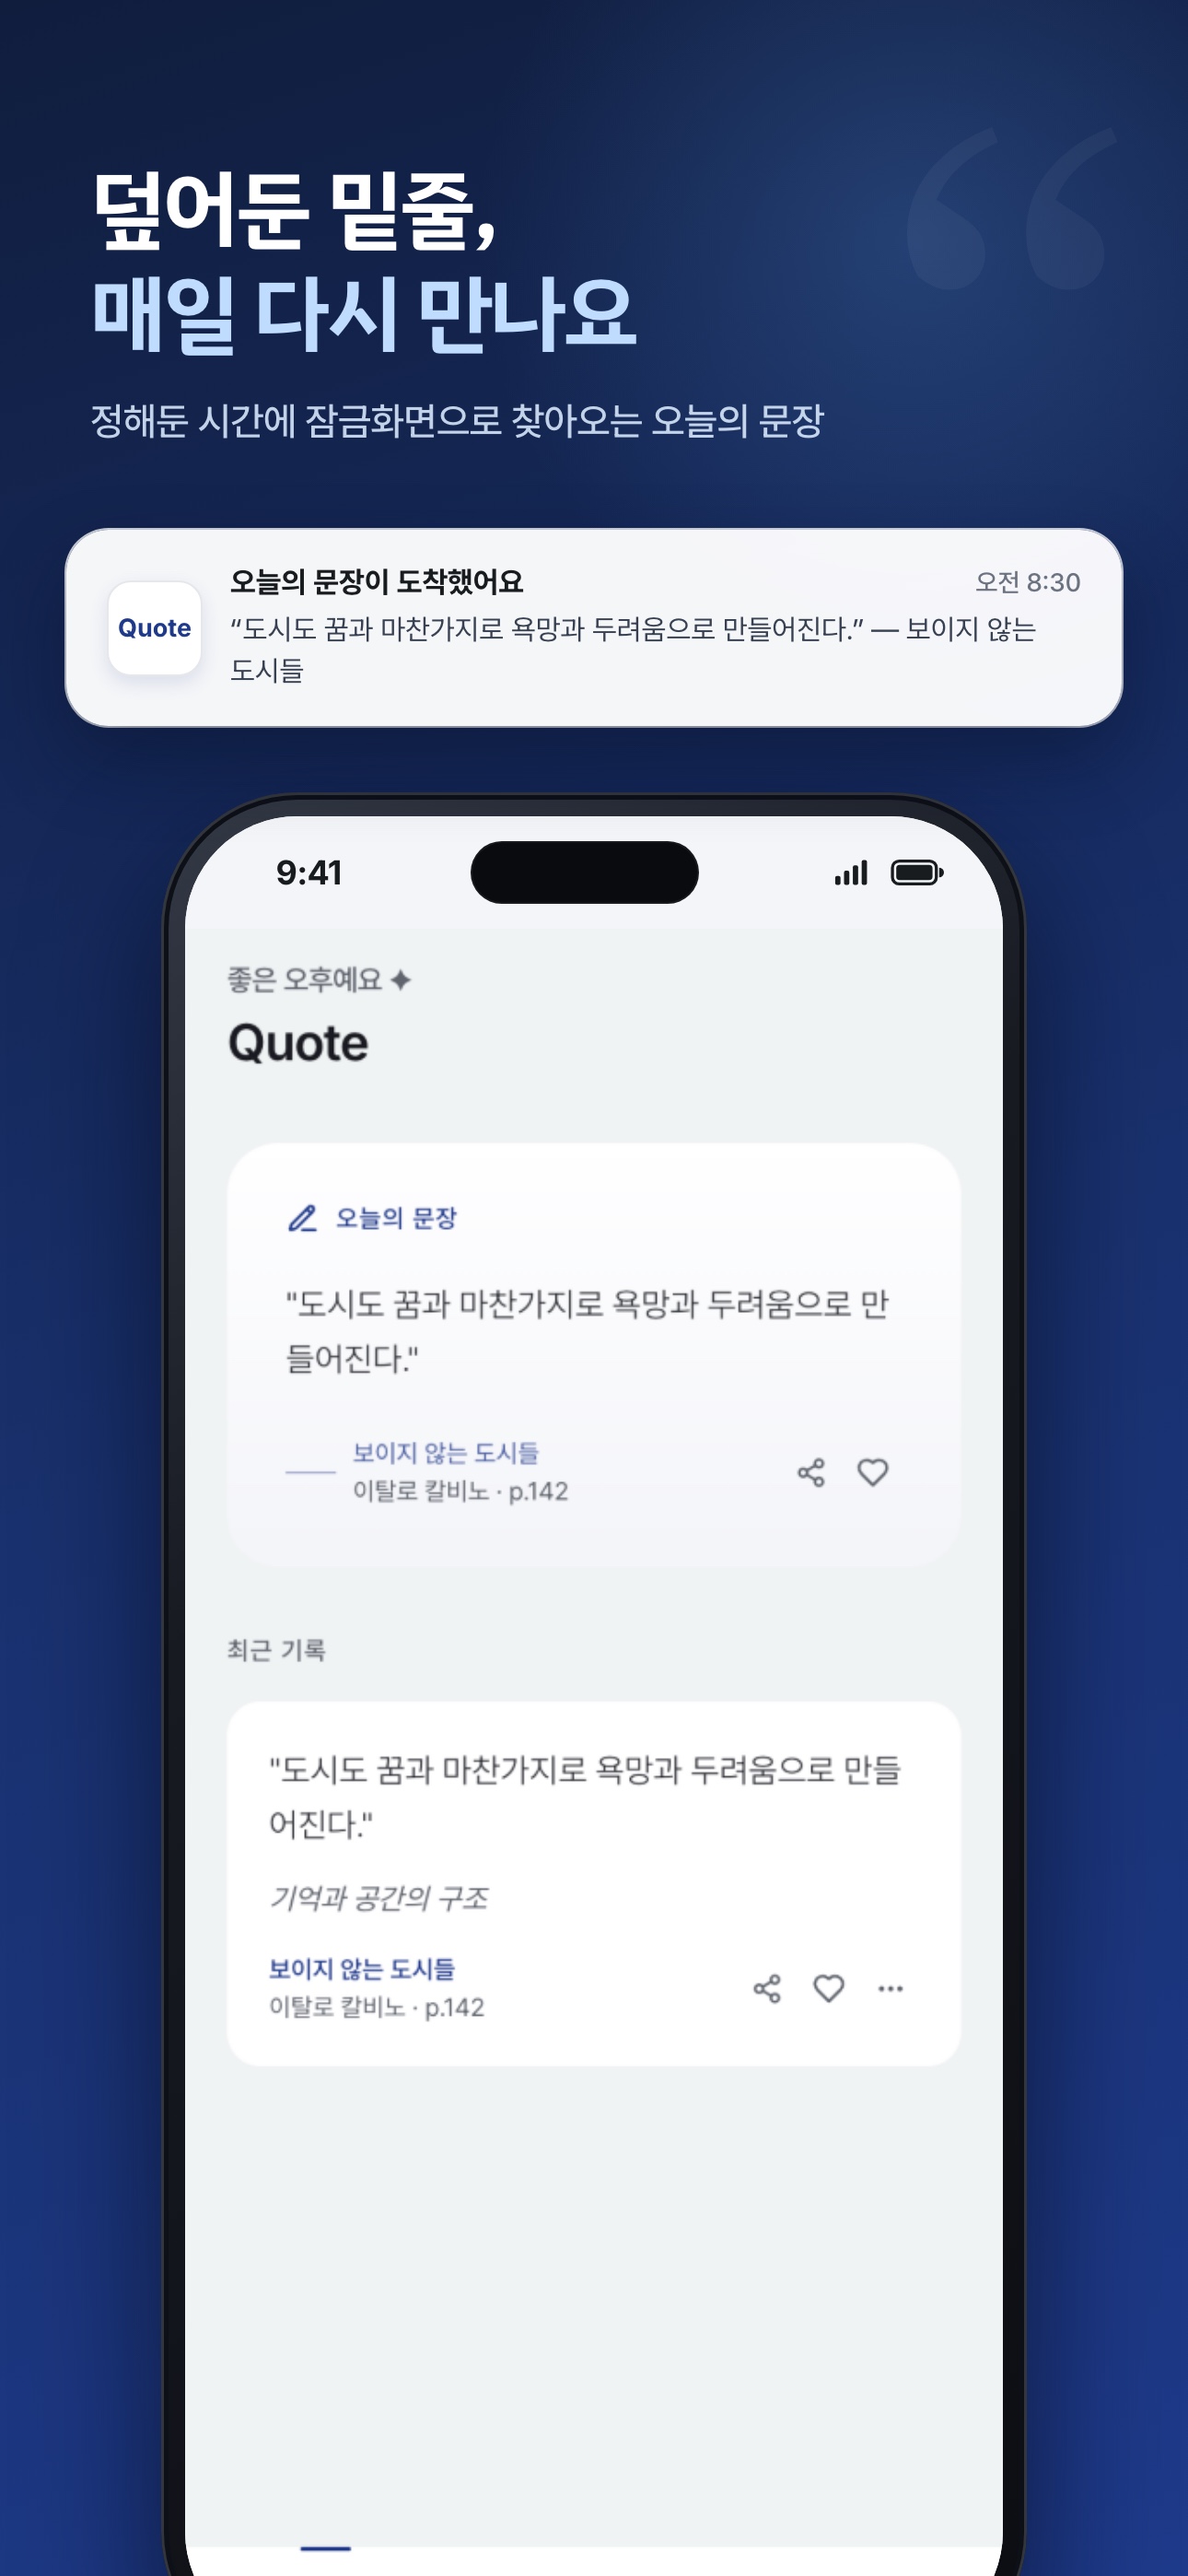 덮어둔 밑줄,
매일 다시 만나요
정해둔 시간에 잠금화면으로 찾아오는 오늘의 문장
Quote
오늘의 문장이 도착했어요
오전 8:30
“도시도 꿈과 마찬가지로 욕망과 두려움으로 만들어진다.” — 보이지 않는
도시들
9:41
좋은 오후예요 ✦
Quote
오늘의 문장
"도시도 꿈과 마찬가지로 욕망과 두려움으로 만
들어진다."
보이지 않는 도시들
이탈로 칼비노 · p.142
최근 기록
"도시도 꿈과 마찬가지로 욕망과 두려움으로 만들
어진다."
기억과 공간의 구조
보이지 않는 도시들
이탈로 칼비노 · p.142